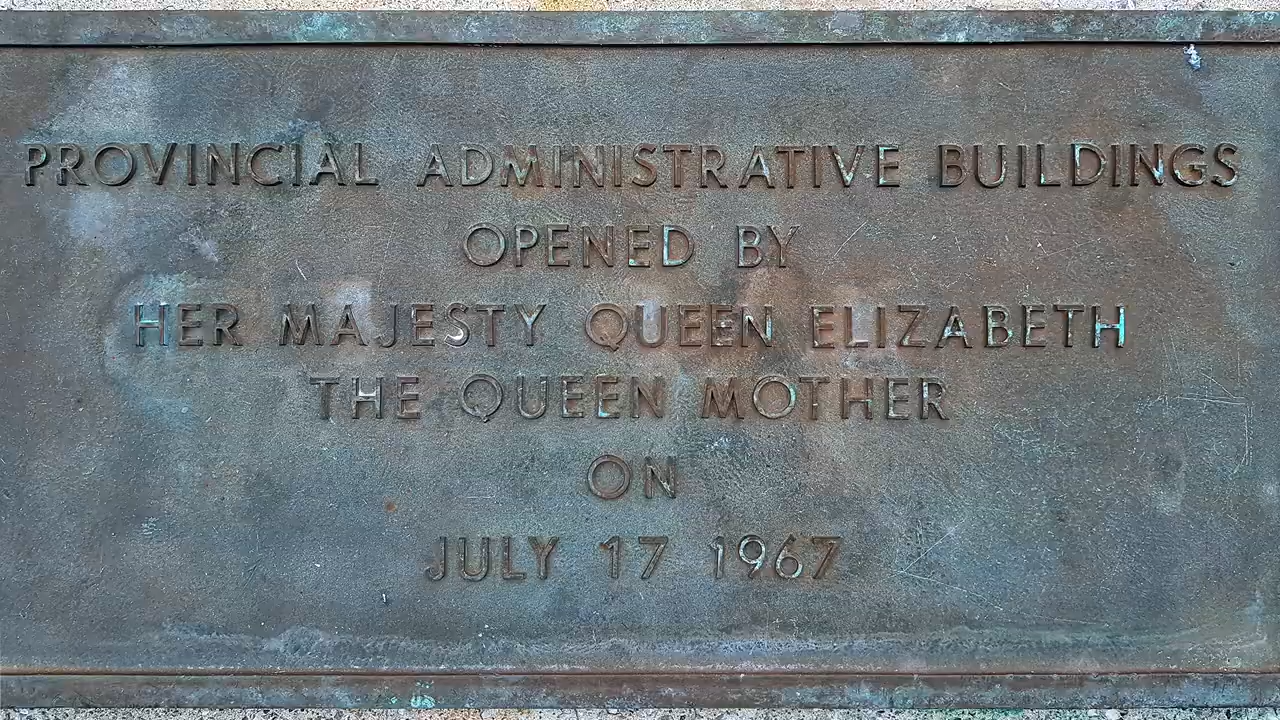 PROVINCIAL ADMINISTRATIVE BUILDINGS
OPENED BY
HER MAJESTY QUEEN ELIZABETH
THE QUEEN MOTHER
ON
JULY 17 1967